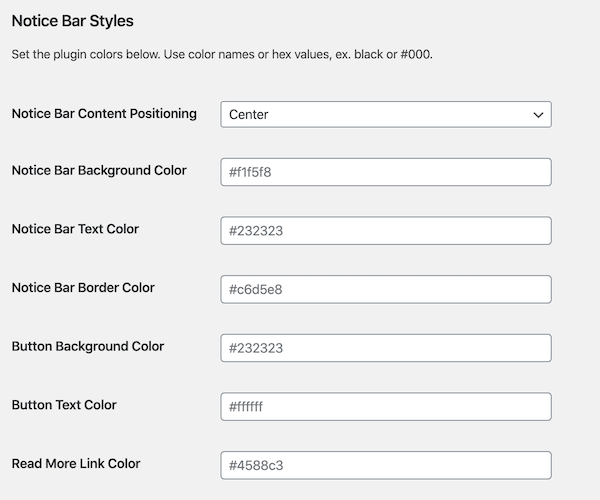 Notice Bar Styles
Set the plugin colors below. Use color names or hex values, ex. black or #000.
Notice Bar Content Positioning Center
Notice Bar Background Color #f1f5f8
Notice Bar Text Color #232323
Notice Bar Border Color #c6d5e8
Button Background Color #232323
Button Text Color #ffffff
Read More Link Color #4588c3